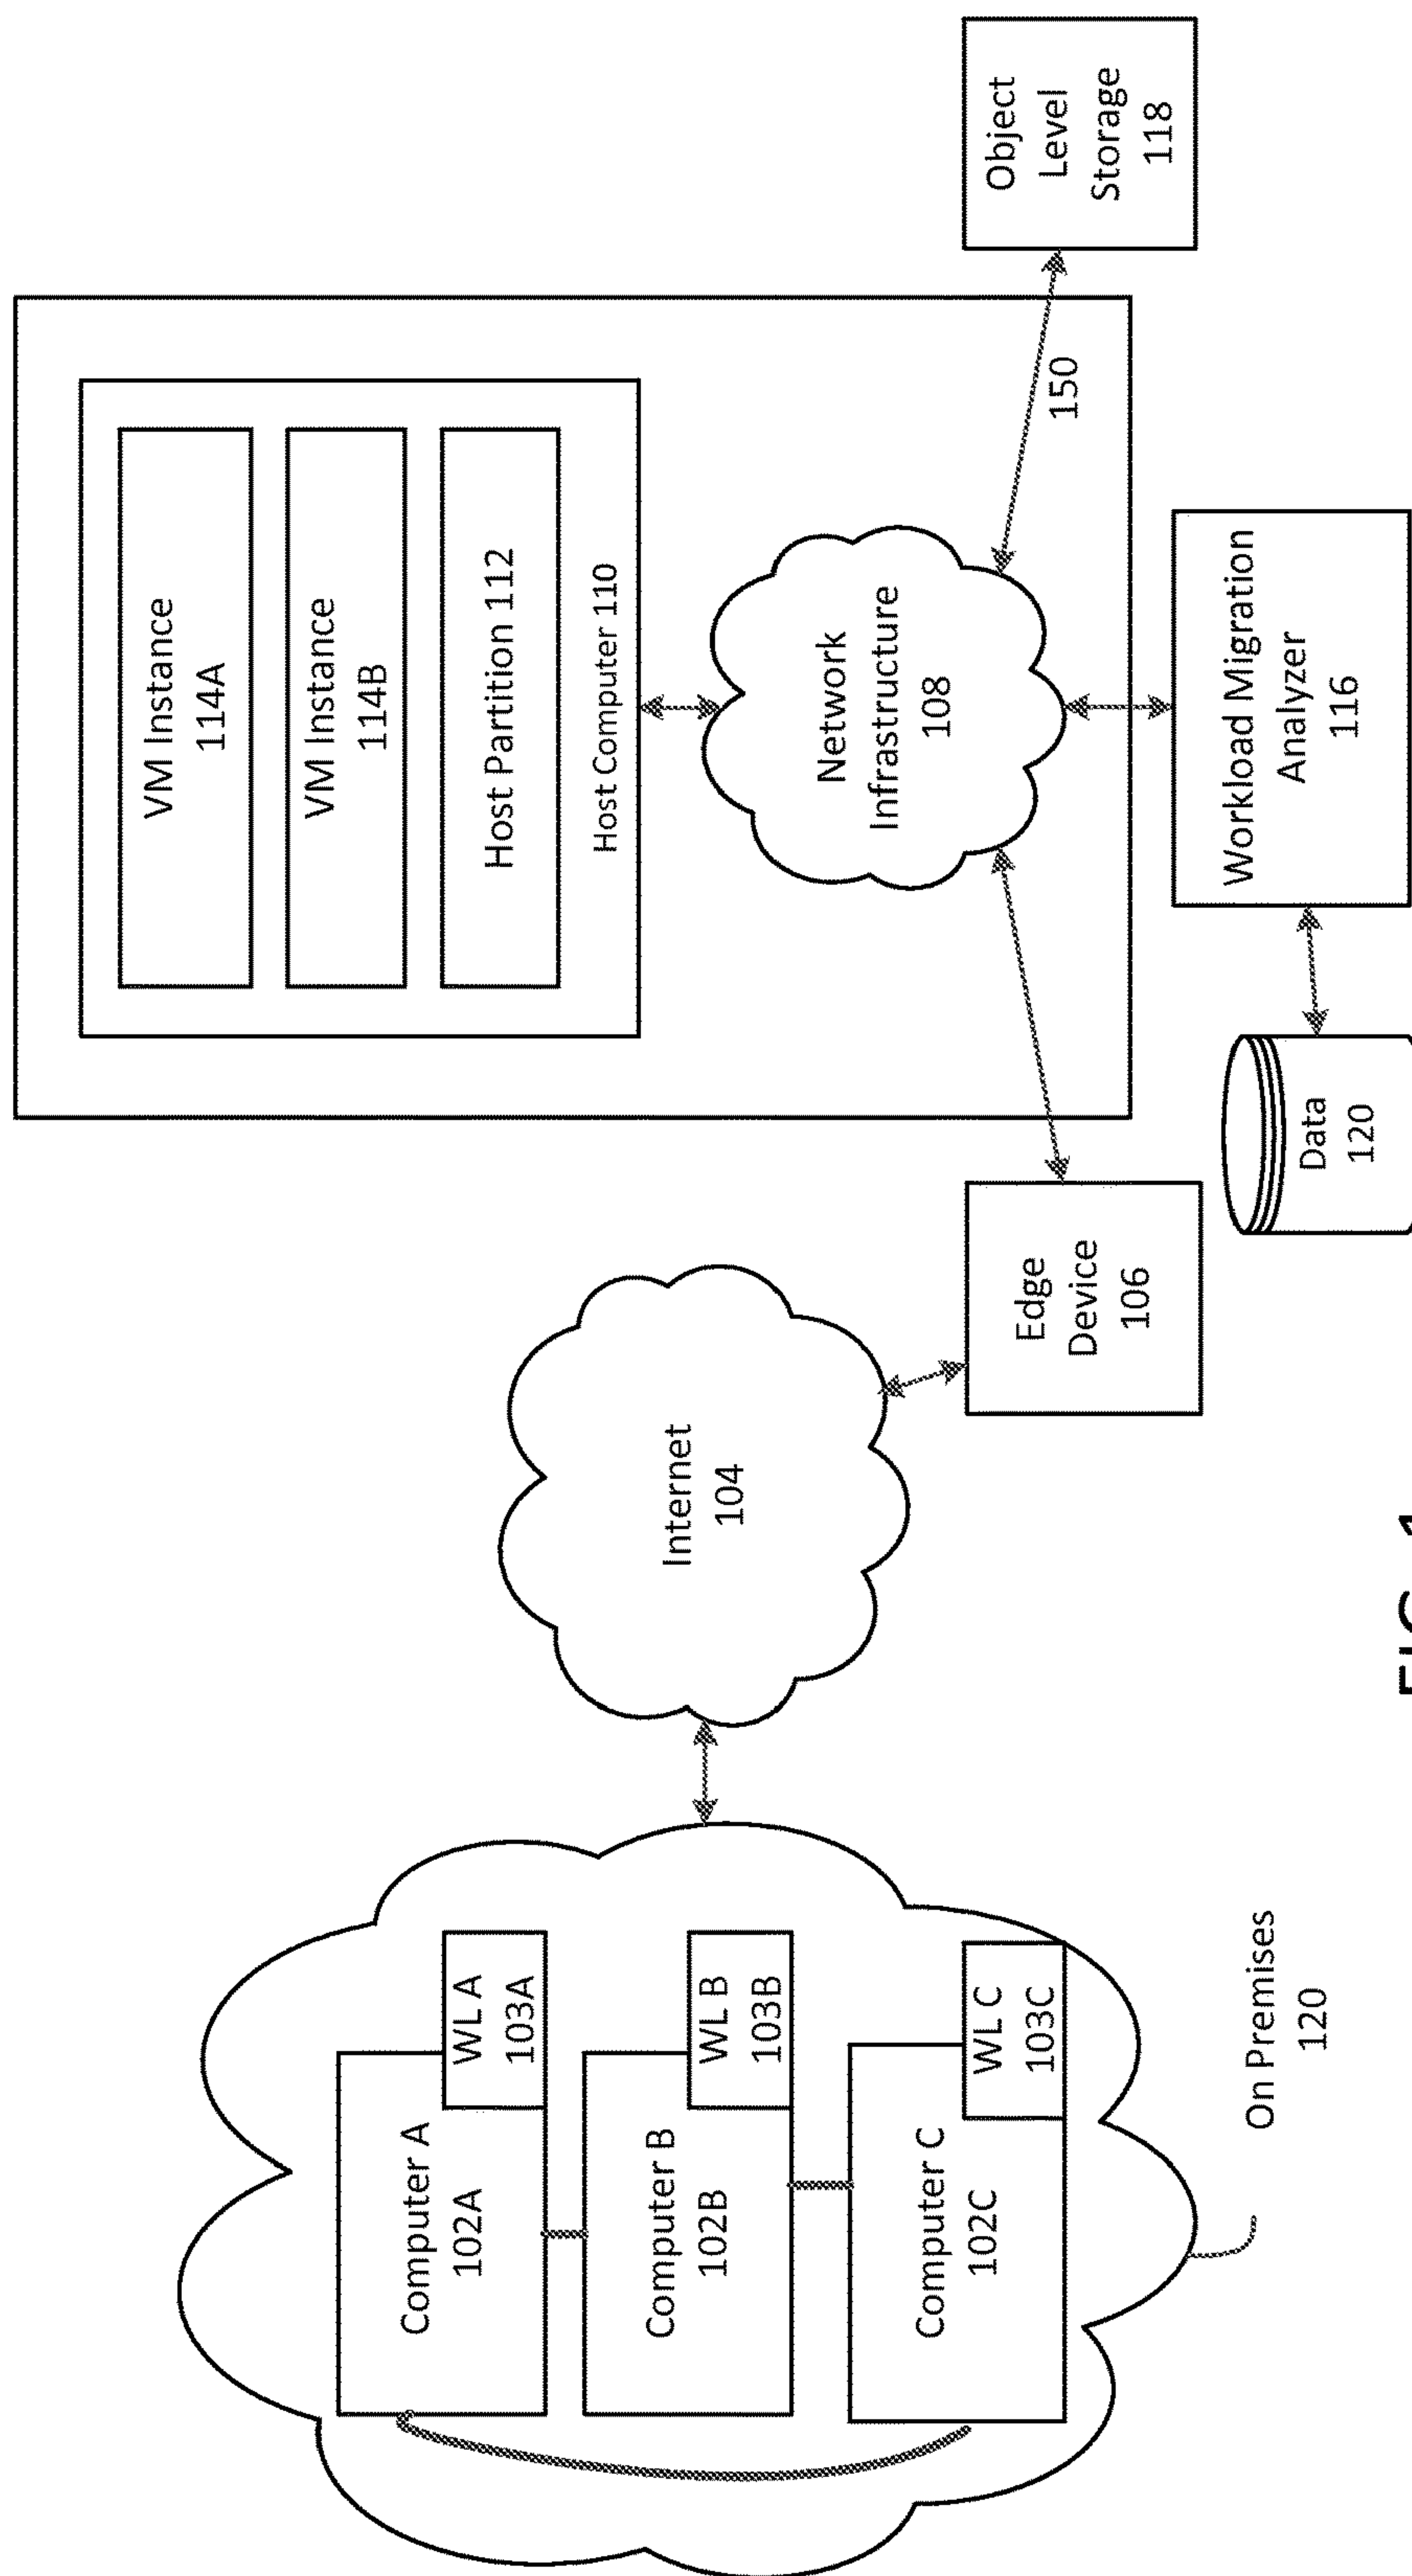 VM Instance
114A
VM Instance
114B
Host Partition 112
Host Computer 110
Network
Infrastructure
108
150
Object
Level
Storage
118
Workload Migration
Analyzer
116
Data
120
Edge
Device
106
Internet
104
Computer A
102A
WL A
103A
Computer B
102B
WL B
103B
Computer C
102C
WL C
103C
On Premises
120
FIG. 1